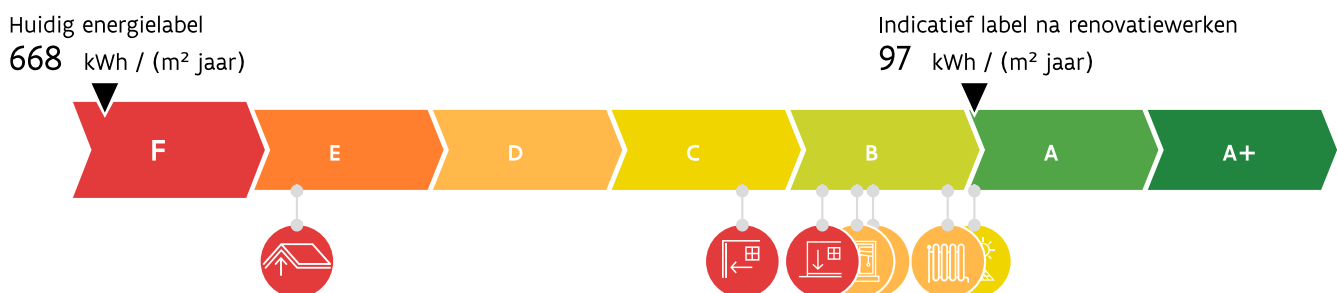 Huidig energielabel
668 kWh / (m² jaar)
Indicatief label na renovatiewerken
97 kWh / (m² jaar)
F E D C B A A+